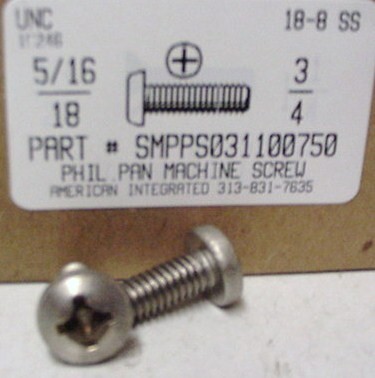 UNC 18-8 SS
5/16 3
18 4
PART # SMPPS031100750
PHIL PAN MACHINE SCREW
AMERICAN INTEGRATED 313-831-7635